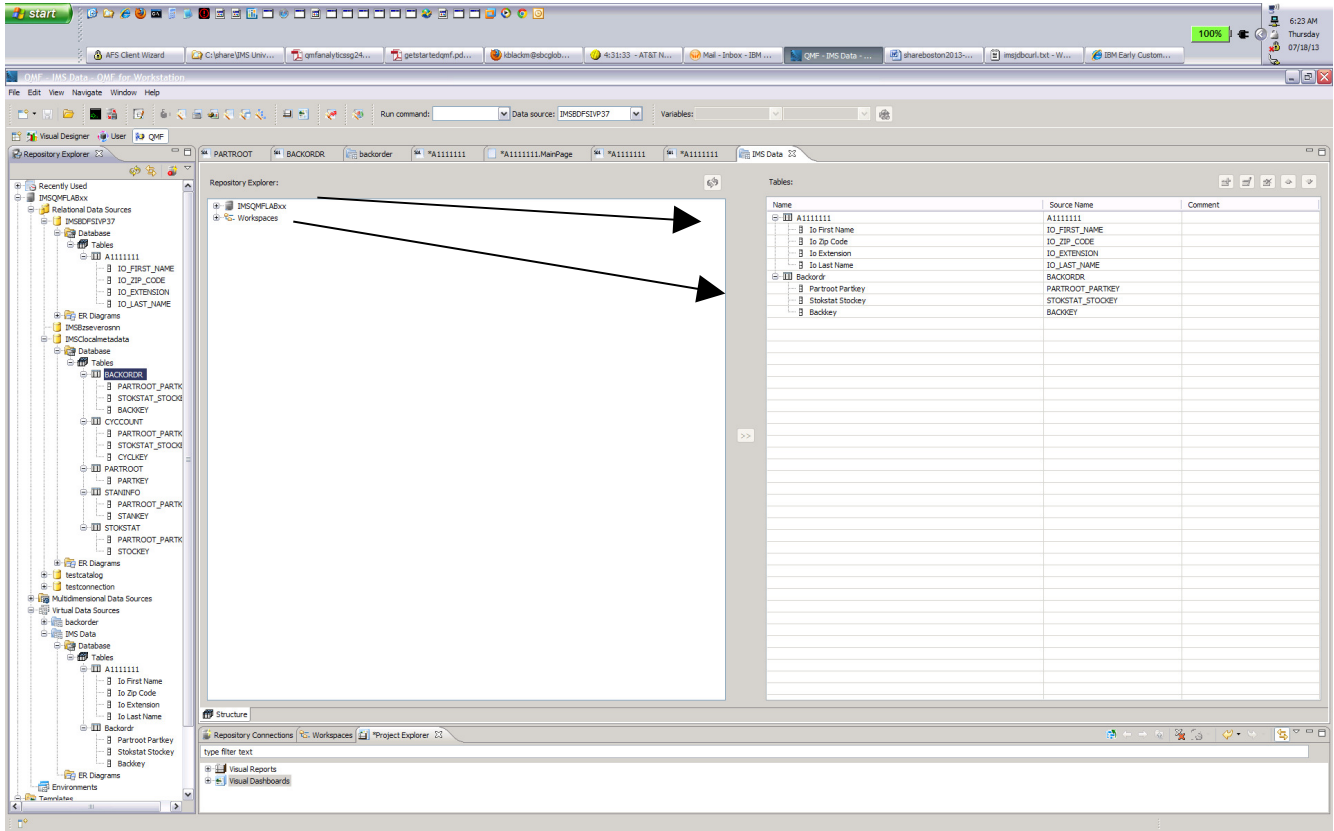 start
100%
6:23 AM
Thursday
07/18/13
AFS Client Wizard
C:\share\IMS Univ...
qmfanalyticssg24...
getstartedqmf.pd...
kblackm@sbcglob...
4:31:33 - AT&T N...
Mail - Inbox - IBM ...
QMF - IMS Data - ...
shareboston2013-...
imsjdbcurl.txt - W...
IBM Early Custom...
QMF - IMS Data - QMF for Workstation
File Edit View Navigate Window Help
Run command:
Data source: IMSBDFSIVP37
Variables:
Visual Designer
User
QMF
Repository Explorer
PARTROOT
BACKORDR
backorder
*A1111111
*A1111111.MainPage
*A1111111
*A1111111
IMS Data
Recently Used
IMSQMFLABxx
Relational Data Sources
IMSBDFSIVP37
Database
Tables
A1111111
IO_FIRST_NAME
IO_ZIP_CODE
IO_EXTENSION
IO_LAST_NAME
ER Diagrams
IMSBzseverosnn
IMSClocalmetadata
Database
Tables
BACKORDR
PARTROOT_PARTK
STOKSTAT_STOCKE
BACKKEY
CYCCOUNT
PARTROOT_PARTK
STOKSTAT_STOCKE
CYCLKEY
PARTROOT
PARTKEY
STANINFO
PARTROOT_PARTK
STANKEY
STOKSTAT
PARTROOT_PARTK
STOCKEY
ER Diagrams
testcatalog
testconnection
Multidimensional Data Sources
Virtual Data Sources
backorder
IMS Data
Database
Tables
A1111111
Io First Name
Io Zip Code
Io Extension
Io Last Name
Backordr
Partroot Partkey
Stokstat Stockey
Backkey
ER Diagrams
Environments
Templates
Repository Explorer:
IMSQMFLABxx
Workspaces
>>
Tables:
Name Source Name Comment
A1111111 A1111111
Io First Name IO_FIRST_NAME
Io Zip Code IO_ZIP_CODE
Io Extension IO_EXTENSION
Io Last Name IO_LAST_NAME
Backordr BACKORDR
Partroot Partkey PARTROOT_PARTKEY
Stokstat Stockey STOKSTAT_STOCKEY
Backkey BACKKEY
Structure
Repository Connections
Workspaces
*Project Explorer
type filter text
Visual Reports
Visual Dashboards